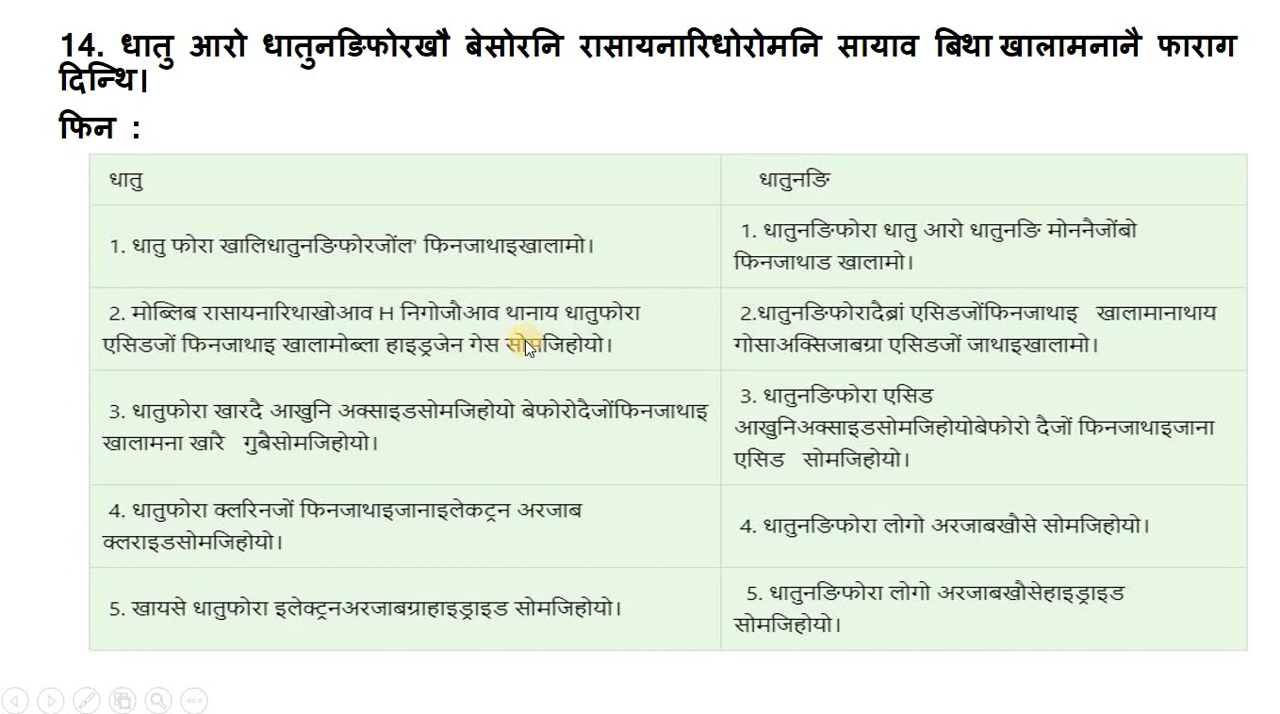 14. धातु आरो धातुनङिफोरखौ बेसोरनि रासायनारिधोरोमनि सायाव बिथा खालामनानै फाराग
दिन्थि।
फिन :
धातु
धातुनङि
1. धातु फोरा खालिधातुनङिफोरजोंल' फिनजाथाइखालामो।
1. धातुनङिफोरा धातु आरो धातुनङि मोननैजोंबो
फिनजाथाड खालामो।
2. मोब्लिब रासायनारिथाखोआव H निगोजौआव थानाय धातुफोरा
एसिडजों फिनजाथाइ खालामोब्ला हाइड्रजेन गेस सोमजिहोयो।
2.धातुनङिफोरादैब्रां एसिडजोंफिनजाथाइ खालामानाथाय
गोसाअक्सिजाबग्रा एसिडजों जाथाइखालामो।
3. धातुफोरा खारदै आखुनि अक्साइडसोमजिहोयो बेफोरोदैजोंफिनजाथाइ
खालामना खारै गुबैसोमजिहोयो।
3. धातुनङिफोरा एसिड
आखुनिअक्साइडसोमजिहोयोबेफोरो दैजों फिनजाथाइजाना
एसिड सोमजिहोयो।
4. धातुफोरा क्लरिनजों फिनजाथाइजानाइलेकट्रन अरजाब
क्लराइडसोमजिहोयो।
4. धातुनङिफोरा लोगो अरजाबखौसे सोमजिहोयो।
5. खायसे धातुफोरा इलेक्ट्रनअरजाबग्राहाइड्राइड सोमजिहोयो।
5. धातुनङिफोरा लोगो अरजाबखौसेहाइड्राइड
सोमजिहोयो।